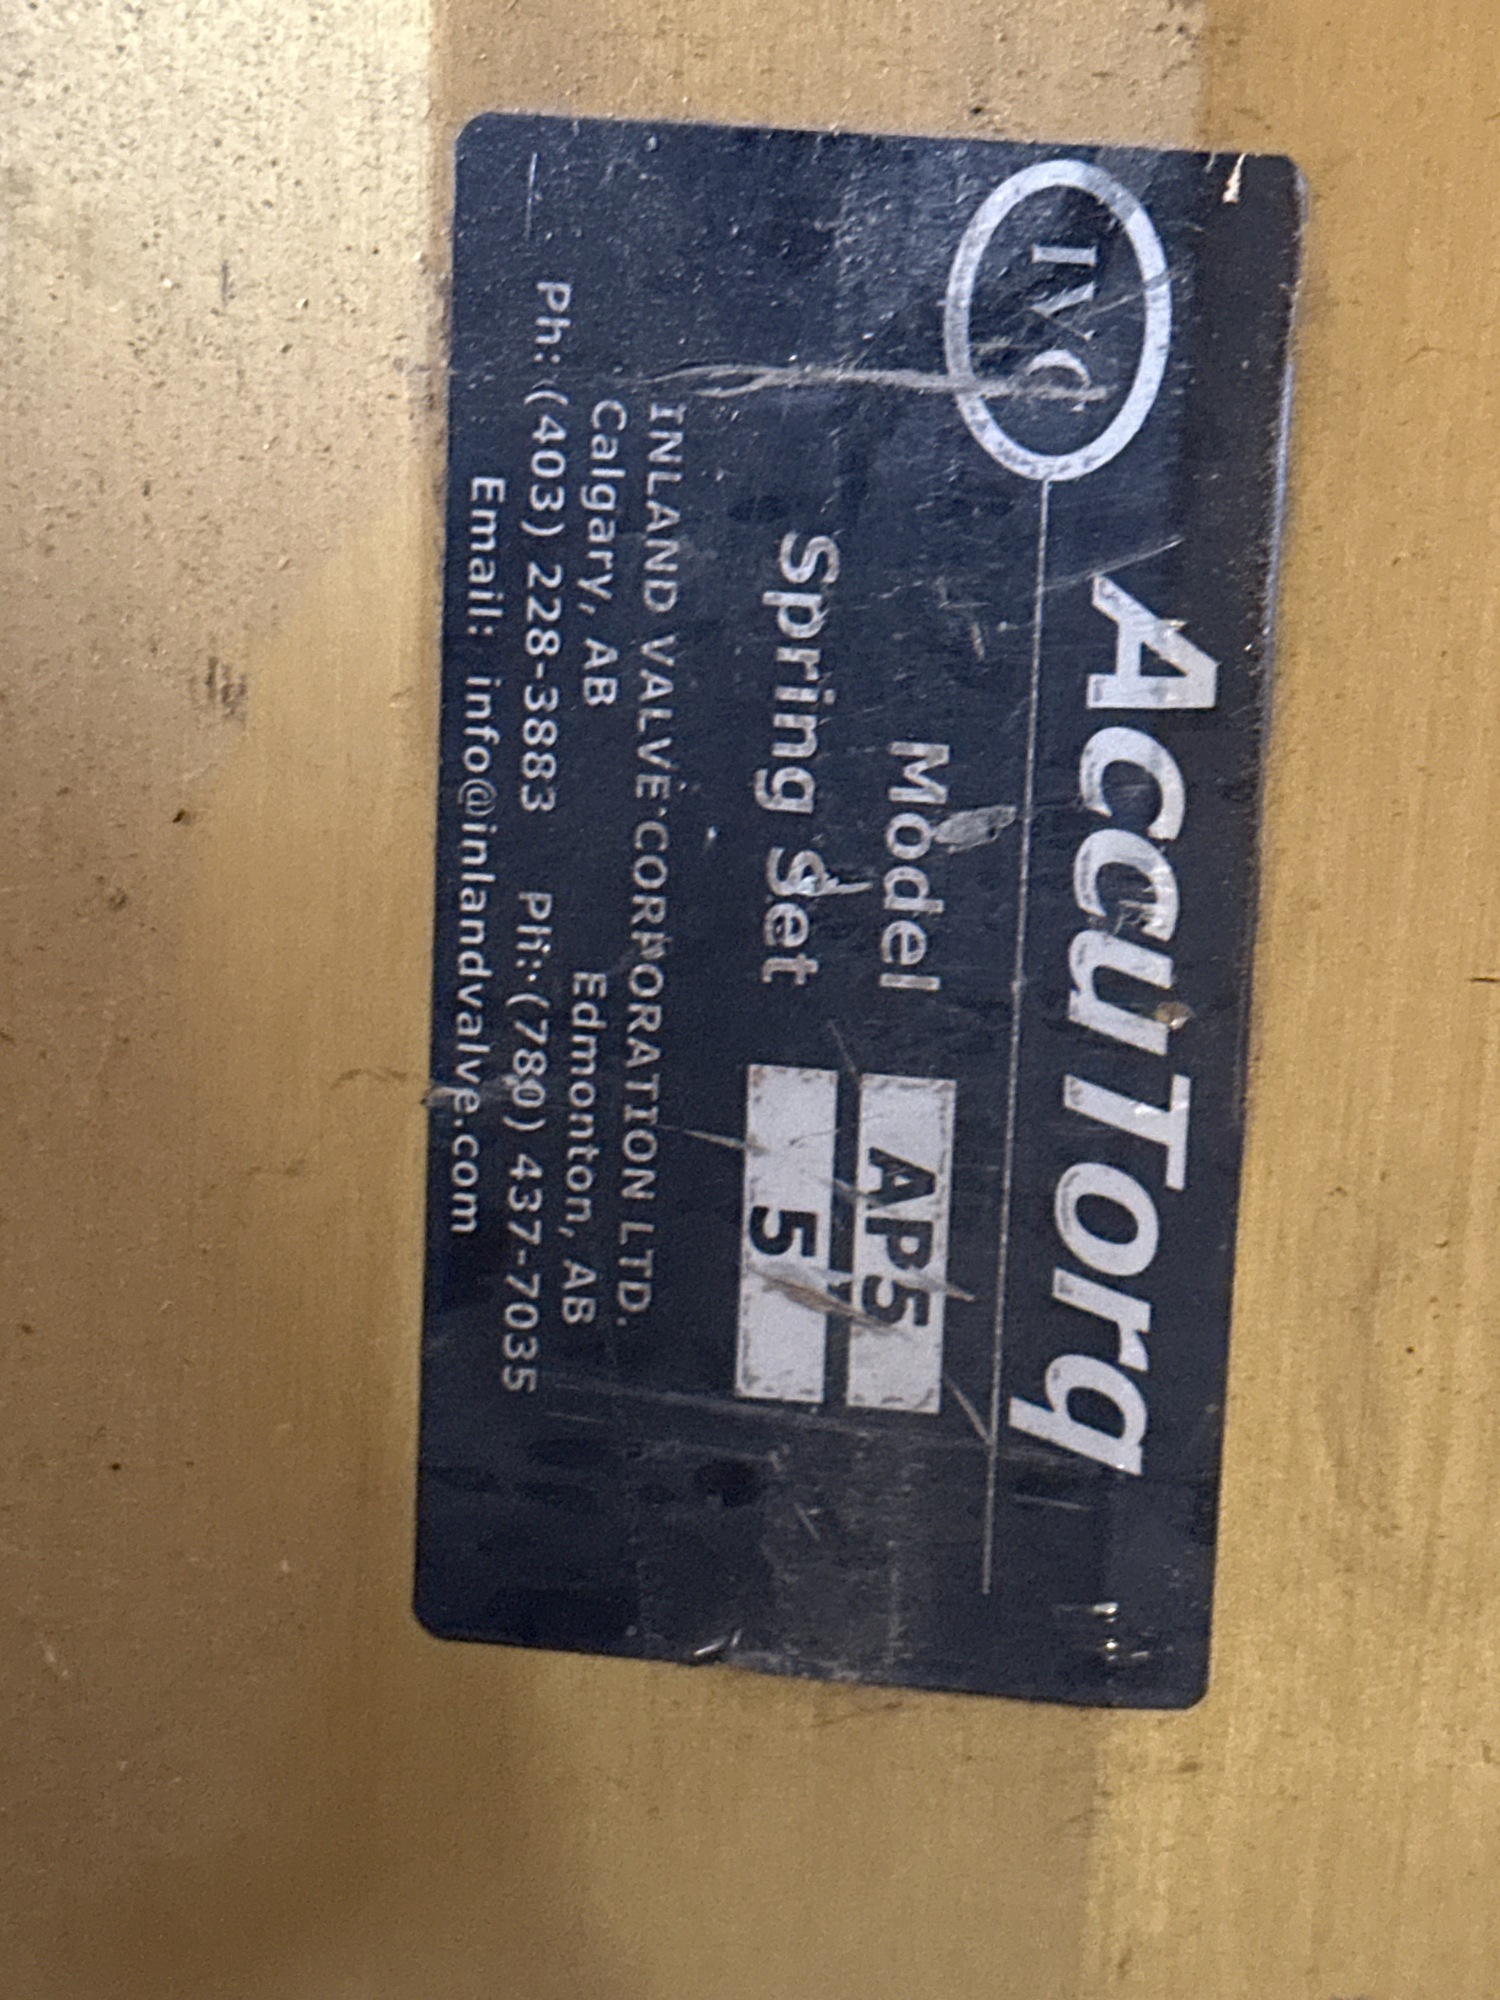 IVC
AccuTorq
Model AP5
Spring Set 5
INLAND VALVE CORPORATION LTD.
Calgary, AB Edmonton, AB
Ph: (403) 228-3883 Ph: (780) 437-7035
Email: info@inlandvalve.com